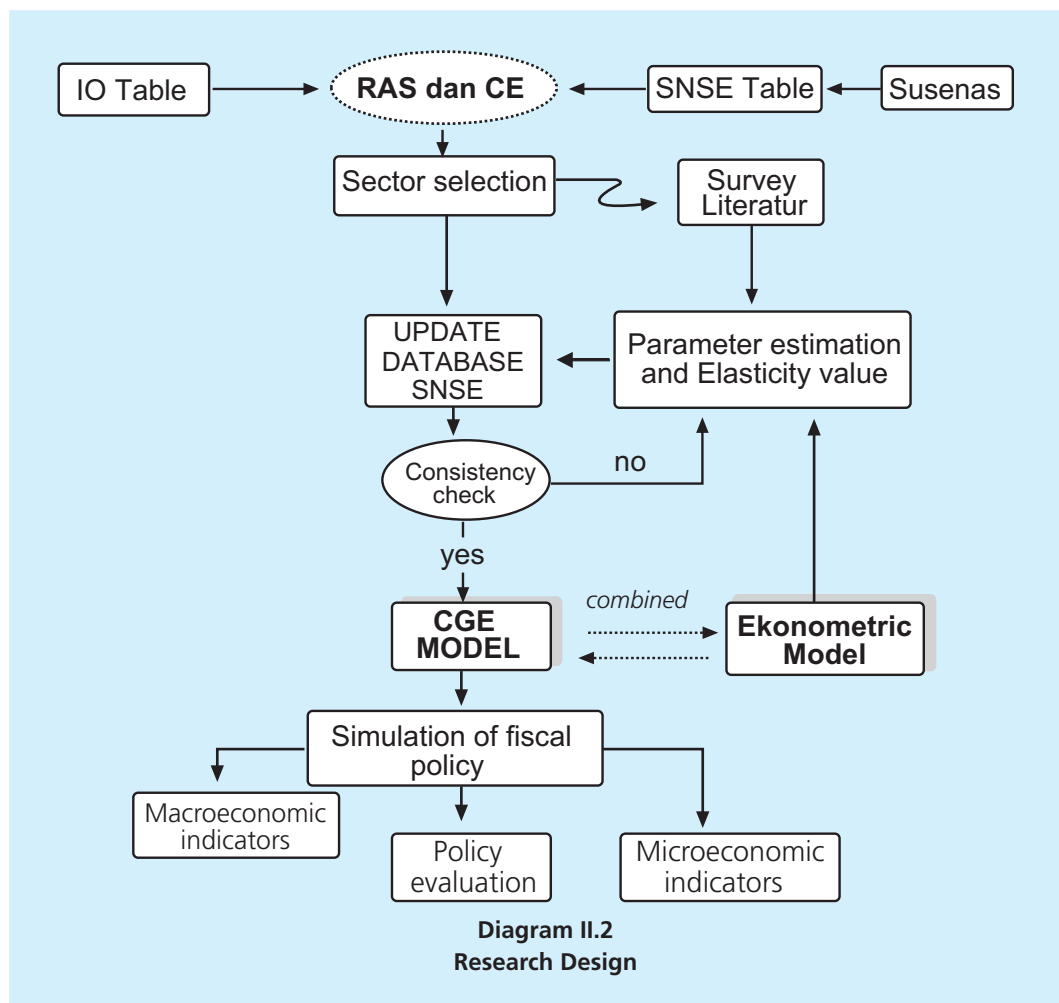 IO Table
RAS dan CE
SNSE Table
Susenas
Sector selection
Survey
Literatur
UPDATE
DATABASE
SNSE
Parameter estimation
and Elasticity value
Consistency
check
no
yes
CGE
MODEL
combined
Ekonometric
Model
Simulation of fiscal
policy
Macroeconomic
indicators
Policy
evaluation
Microeconomic
indicators
Diagram II.2
Research Design